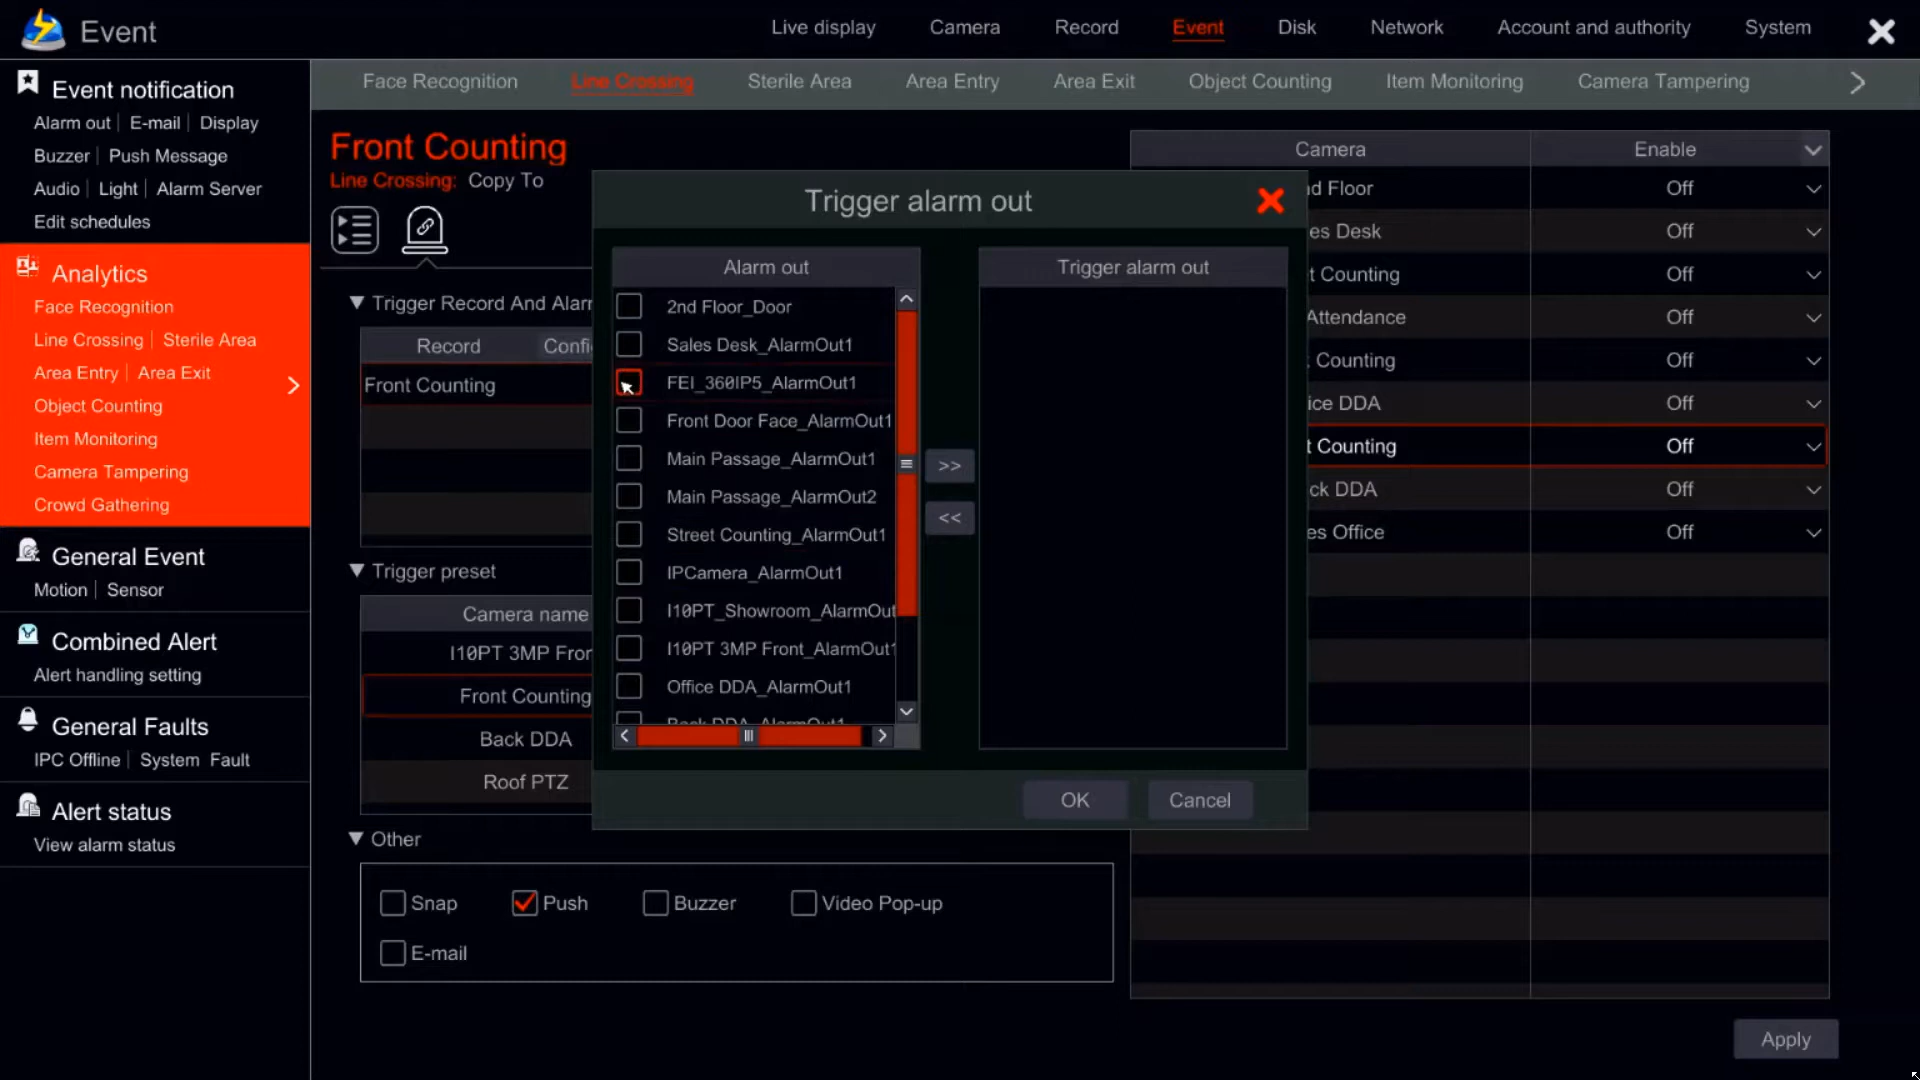 Event
Live display
Camera
Record
Event
Disk
Network
Account and authority
System
Event notification
Alarm out | E-mail | Display
Buzzer | Push Message
Audio | Light | Alarm Server
Edit schedules
Analytics
Face Recognition
Line Crossing | Sterile Area
Area Entry | Area Exit
Object Counting
Item Monitoring
Camera Tampering
Crowd Gathering
General Event
Motion | Sensor
Combined Alert
Alert handling setting
General Faults
IPC Offline | System Fault
Alert status
View alarm status
Face Recognition
Line Crossing
Sterile Area
Area Entry
Area Exit
Object Counting
Item Monitoring
Camera Tampering
Front Counting
Line Crossing: Copy To
Trigger Record And Alarr
Record
Confi
Front Counting
Trigger preset
Camera name
I10PT 3MP Fror
Front Counting
Back DDA
Roof PTZ
Other
Snap
Push
Buzzer
Video Pop-up
E-mail
Trigger alarm out
Alarm out
2nd Floor_Door
Sales Desk_AlarmOut1
FEI_360IP5_AlarmOut1
Front Door Face_AlarmOut1
Main Passage_AlarmOut1
Main Passage_AlarmOut2
Street Counting_AlarmOut1
IPCamera_AlarmOut1
I10PT_Showroom_AlarmOut
I10PT 3MP Front_AlarmOut1
Office DDA_AlarmOut1
Back DDA_AlarmOut1
>>
<<
Trigger alarm out
OK
Cancel
Camera
Enable
d Floor
Off
es Desk
Off
t Counting
Off
Attendance
Off
Counting
Off
ice DDA
Off
t Counting
Off
ck DDA
Off
es Office
Off
Apply